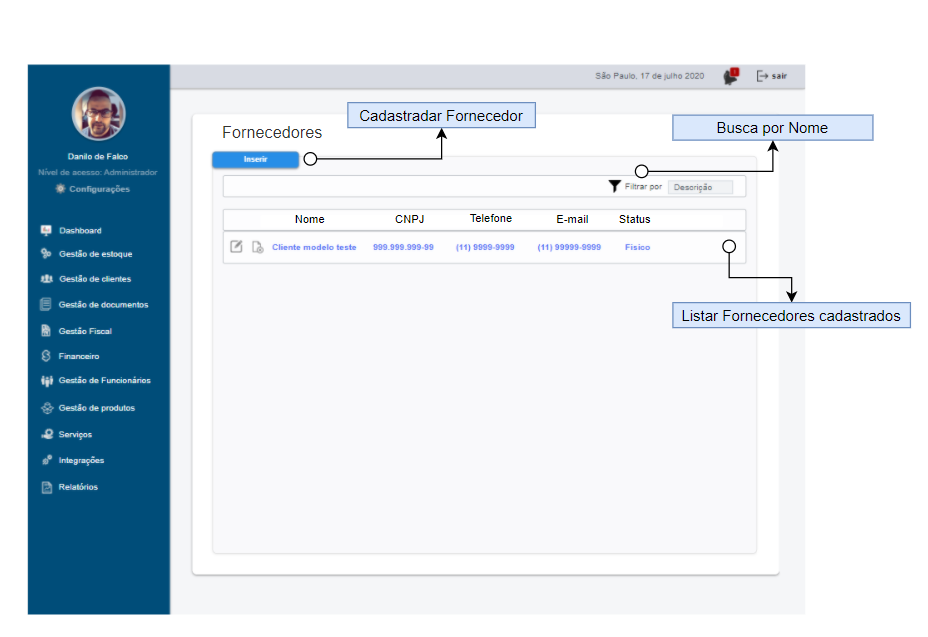 São Paulo, 17 de julho 2020
sair
Danilo de Falco
Nível de acesso: Administrador
Configurações
Dashboard
Gestão de estoque
Gestão de clientes
Gestão de documentos
Gestão Fiscal
Financeiro
Gestão de Funcionários
Gestão de produtos
Serviços
Integrações
Relatórios
Cadastradar Fornecedor
Busca por Nome
Fornecedores
Inserir
Filtrar por Descrição
Nome CNPJ Telefone E-mail Status
Cliente modelo teste 999.999.999-99 (11) 9999-9999 (11) 99999-9999 Físico
Listar Fornecedores cadastrados